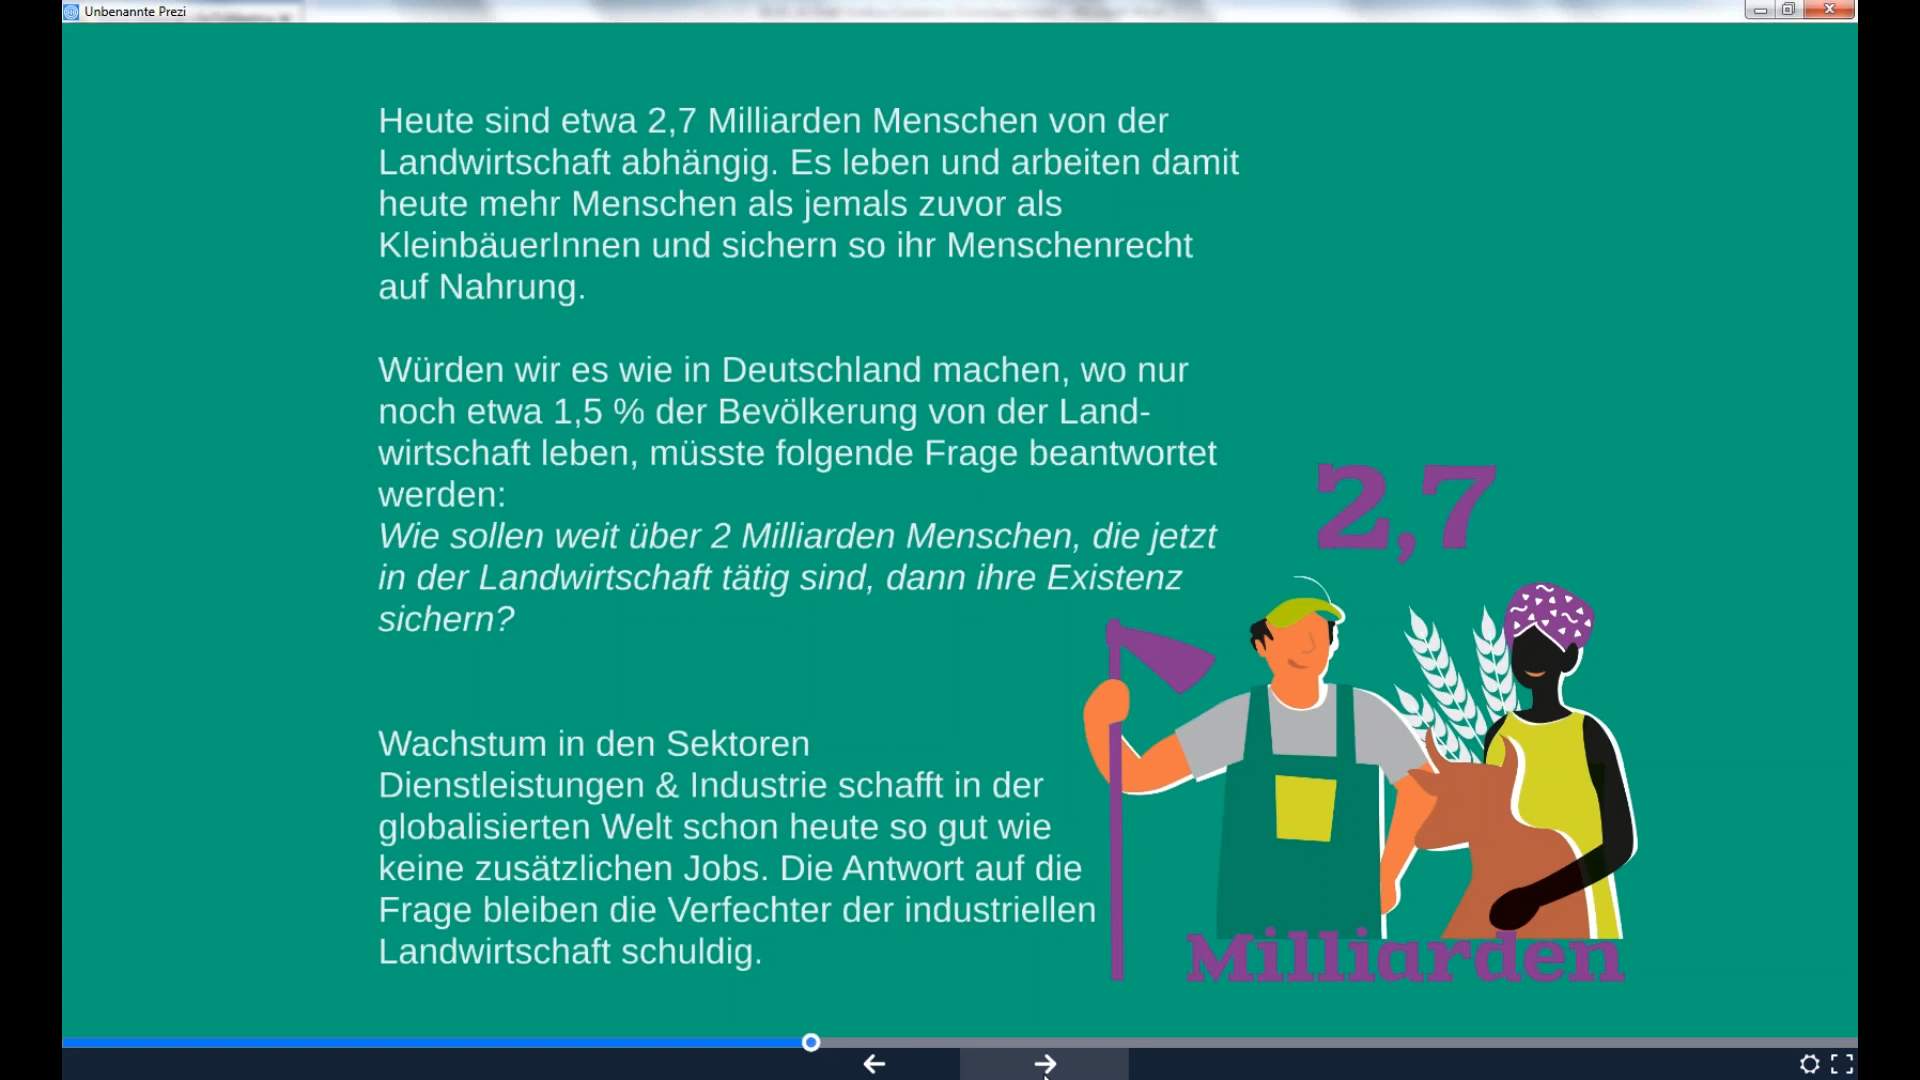 Unbenannte Prezi
Heute sind etwa 2,7 Milliarden Menschen von der
Landwirtschaft abhängig. Es leben und arbeiten damit
heute mehr Menschen als jemals zuvor als
KleinbäuerInnen und sichern so ihr Menschenrecht
auf Nahrung.
Würden wir es wie in Deutschland machen, wo nur
noch etwa 1,5 % der Bevölkerung von der Land-
wirtschaft leben, müsste folgende Frage beantwortet
werden:
Wie sollen weit über 2 Milliarden Menschen, die jetzt
in der Landwirtschaft tätig sind, dann ihre Existenz
sichern?
Wachstum in den Sektoren
Dienstleistungen & Industrie schafft in der
globalisierten Welt schon heute so gut wie
keine zusätzlichen Jobs. Die Antwort auf die
Frage bleiben die Verfechter der industriellen
Landwirtschaft schuldig.
2,7
Milliarden